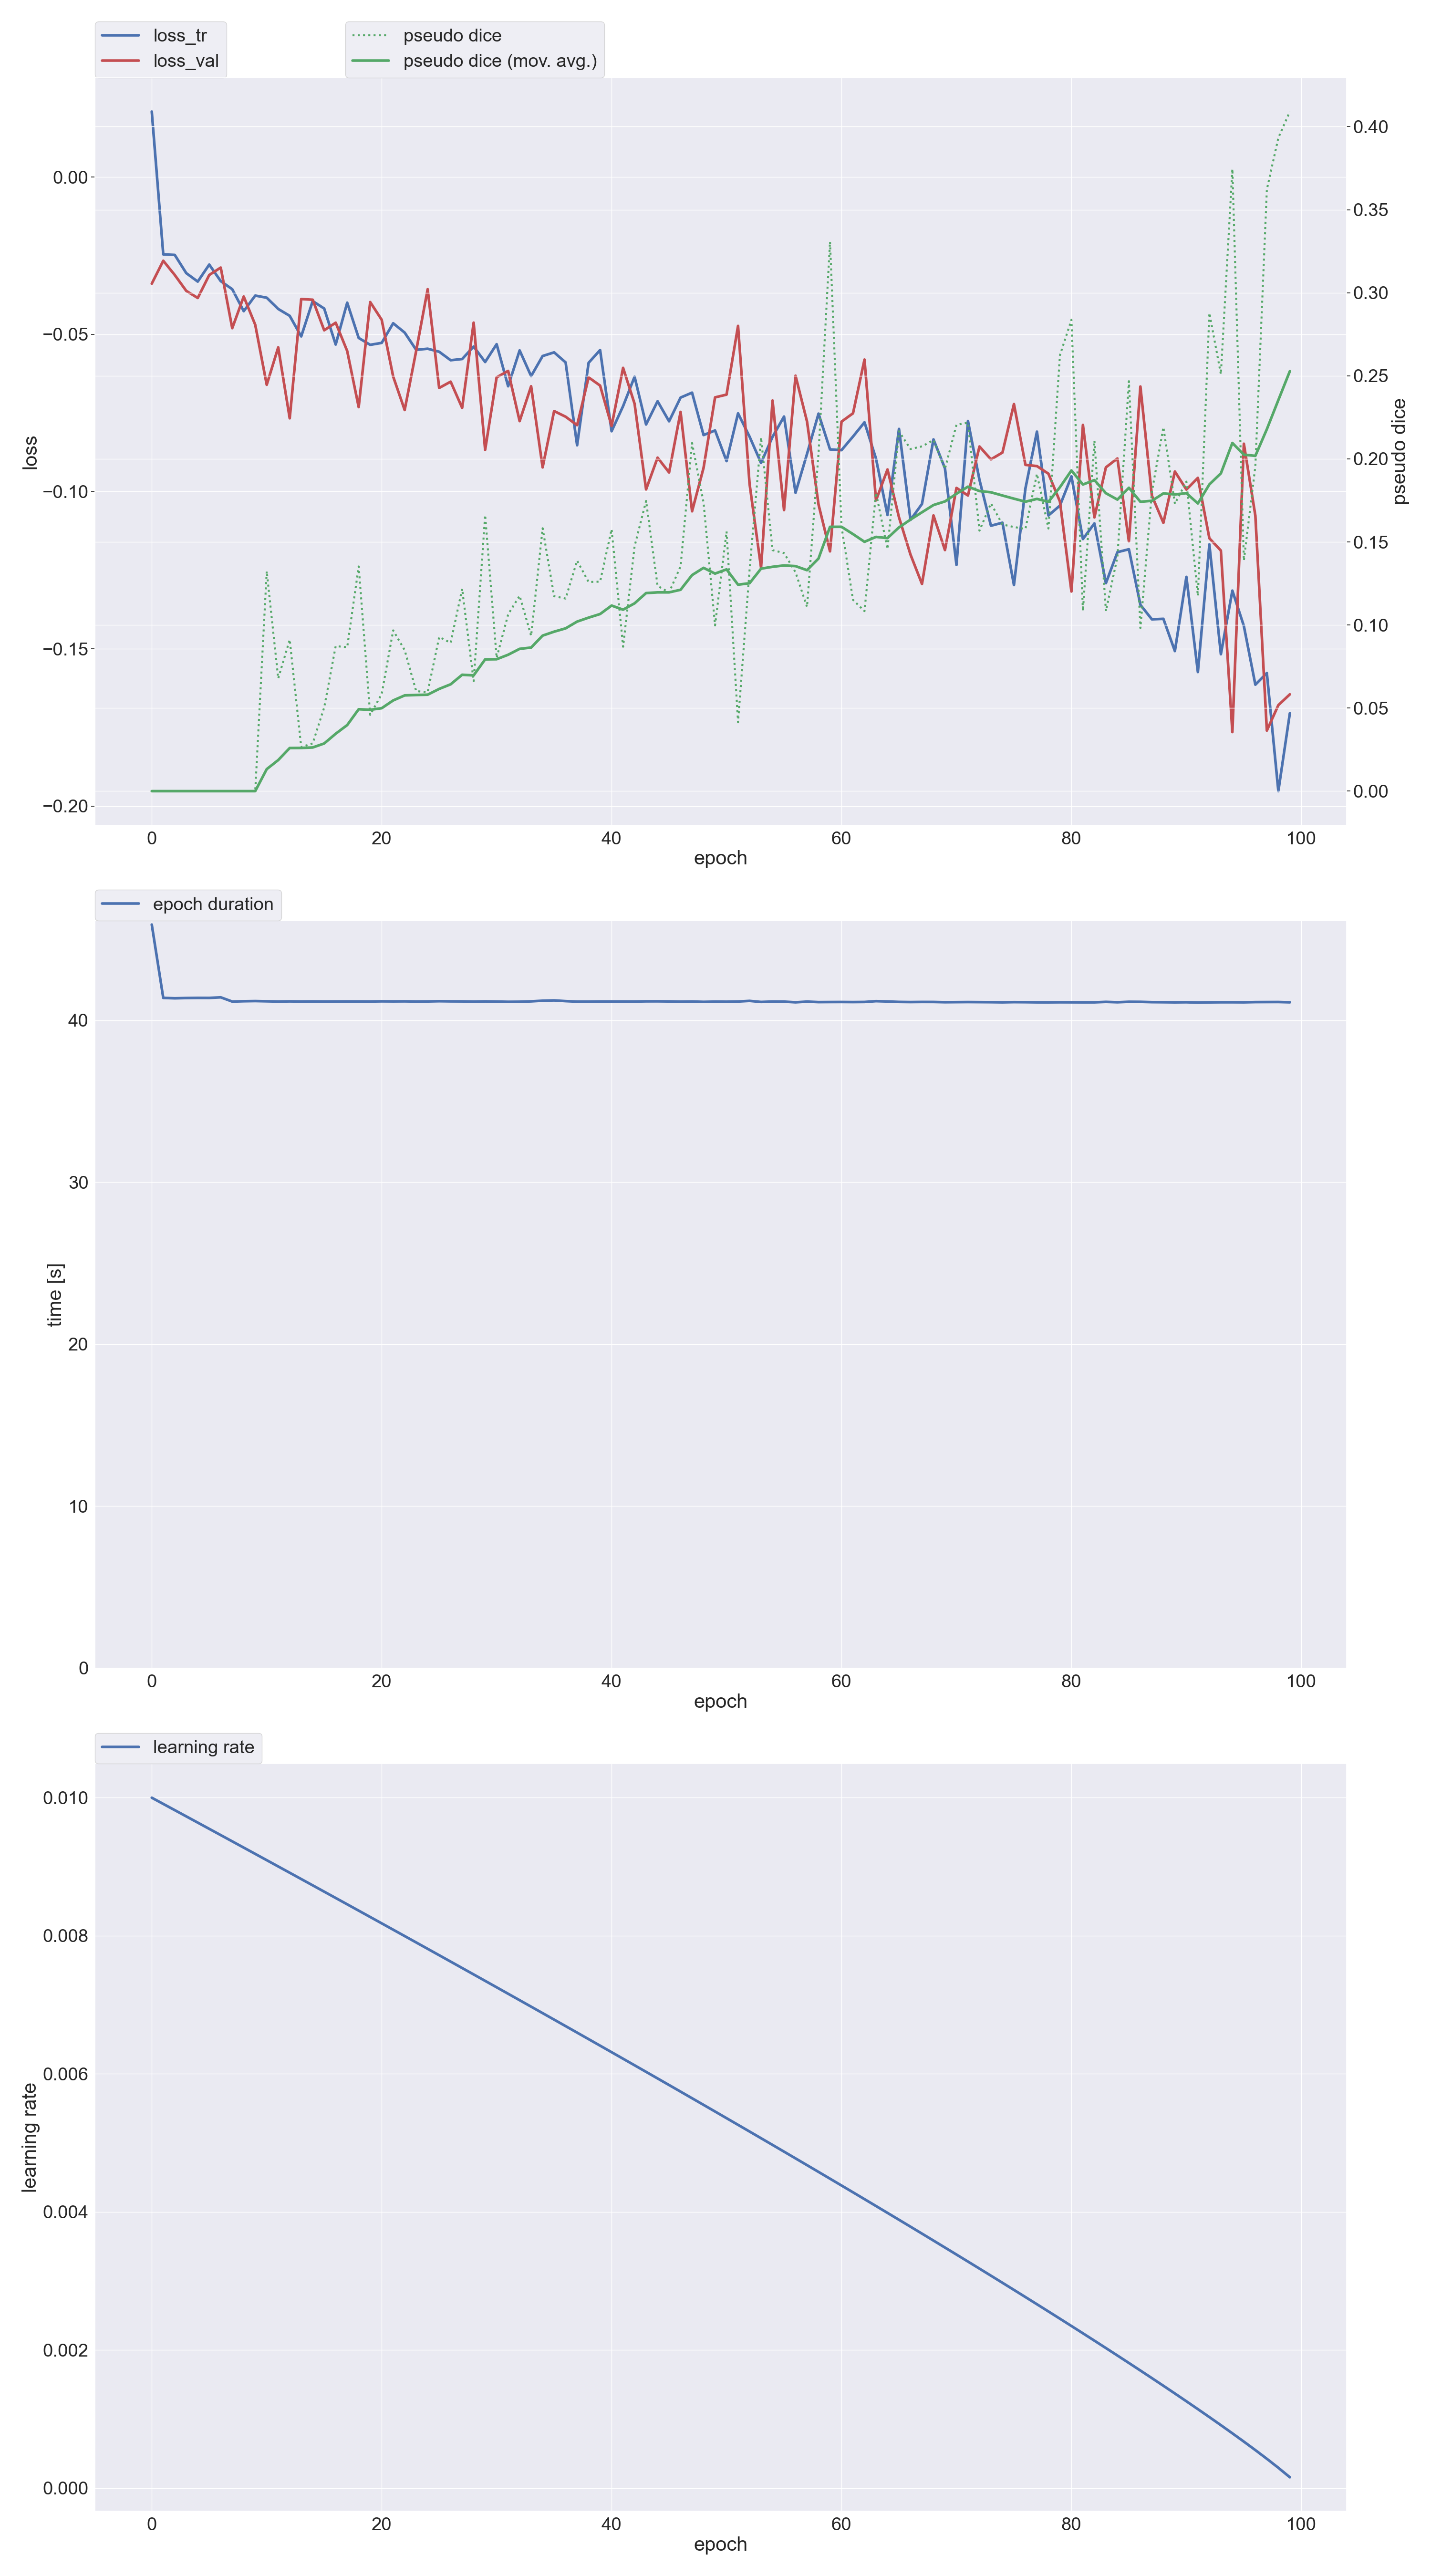 loss_tr
loss_val
pseudo dice
pseudo dice (mov. avg.)
0.00
−0.05
−0.10
−0.15
−0.20
loss
0.40
0.35
0.30
0.25
0.20
0.15
0.10
0.05
0.00
pseudo dice
0 20 40 60 80 100
epoch
epoch duration
40
30
20
10
0
time [s]
0 20 40 60 80 100
epoch
learning rate
0.010
0.008
0.006
0.004
0.002
0.000
learning rate
0 20 40 60 80 100
epoch